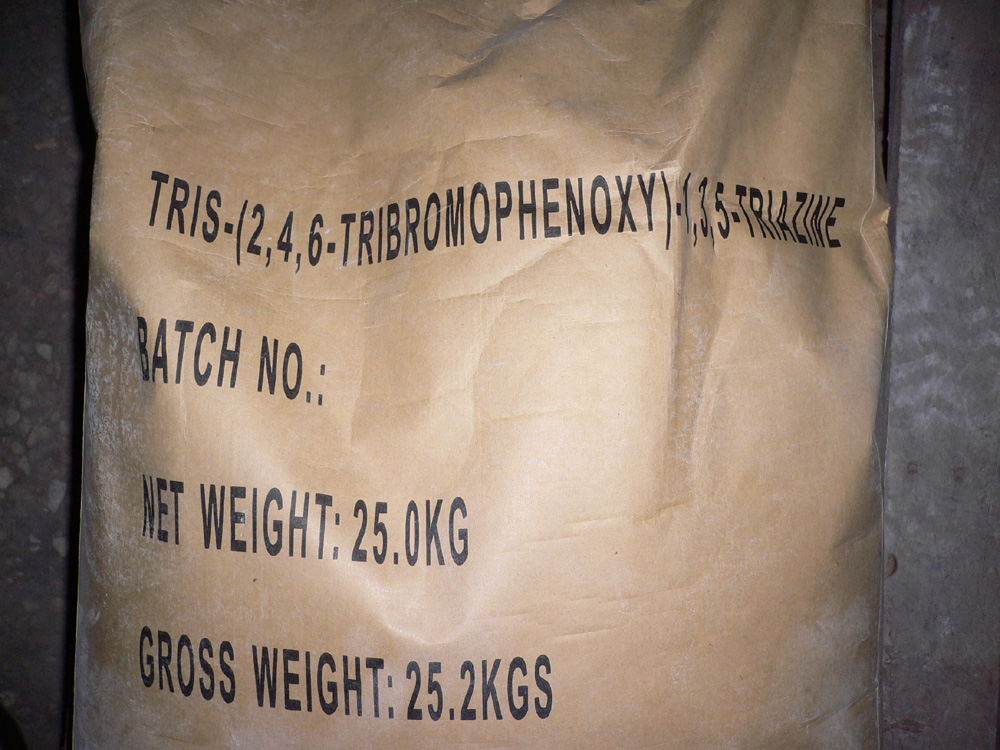 TRIS-(2,4,6-TRIBROMOPHENOXY)-1,3,5-TRIAZINE
BATCH NO.:
NET WEIGHT: 25.0KG
GROSS WEIGHT: 25.2KGS